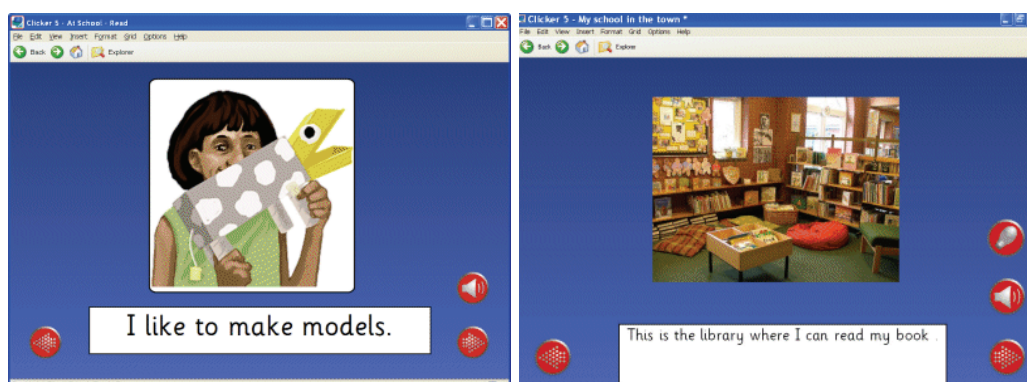 Clicker 5 - At School - Read
File Edit View Insert Format Grid Options Help
Back Explorer
I like to make models.
Clicker 5 - My school in the town *
File Edit View Insert Format Grid Options Help
Back Explorer
This is the library where I can read my book .